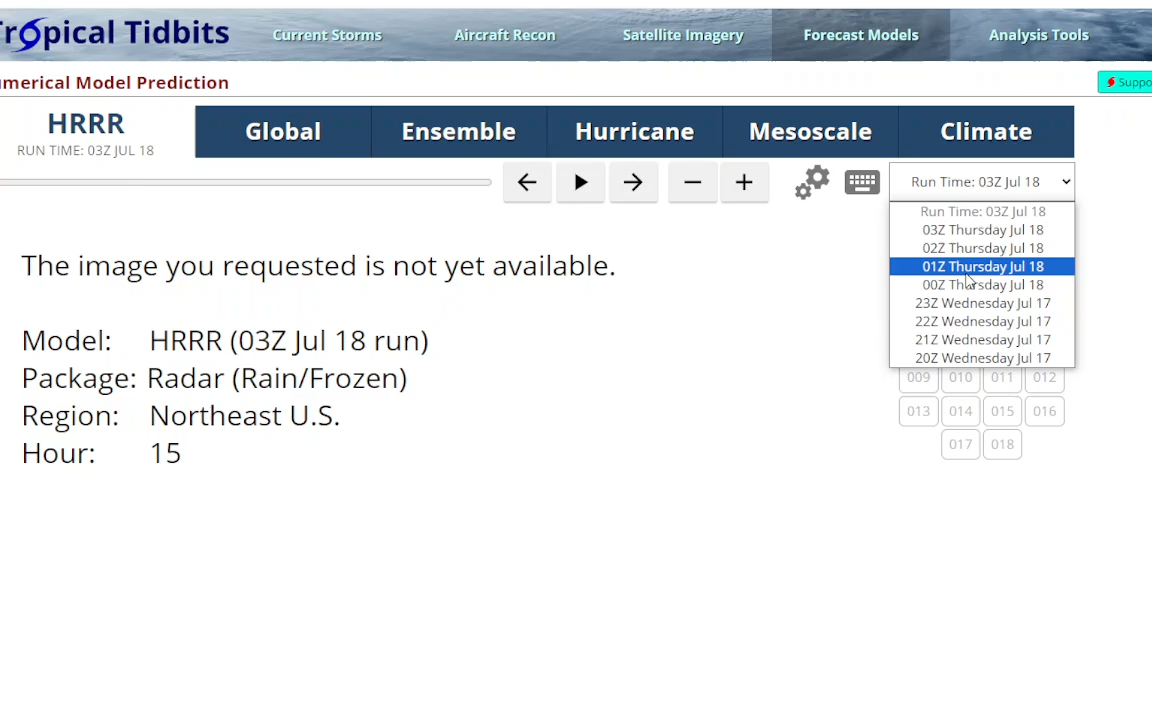 Tropical Tidbits
Current Storms
Aircraft Recon
Satellite Imagery
Forecast Models
Analysis Tools
umerical Model Prediction
Suppo
HRRR
RUN TIME: 03Z JUL 18
Global
Ensemble
Hurricane
Mesoscale
Climate
Run Time: 03Z Jul 18
Run Time: 03Z Jul 18
03Z Thursday Jul 18
02Z Thursday Jul 18
01Z Thursday Jul 18
00Z Thursday Jul 18
23Z Wednesday Jul 17
22Z Wednesday Jul 17
21Z Wednesday Jul 17
20Z Wednesday Jul 17
The image you requested is not yet available.
Model: HRRR (03Z Jul 18 run)
Package: Radar (Rain/Frozen)
Region: Northeast U.S.
Hour: 15
009 010 011 012
013 014 015 016
017 018